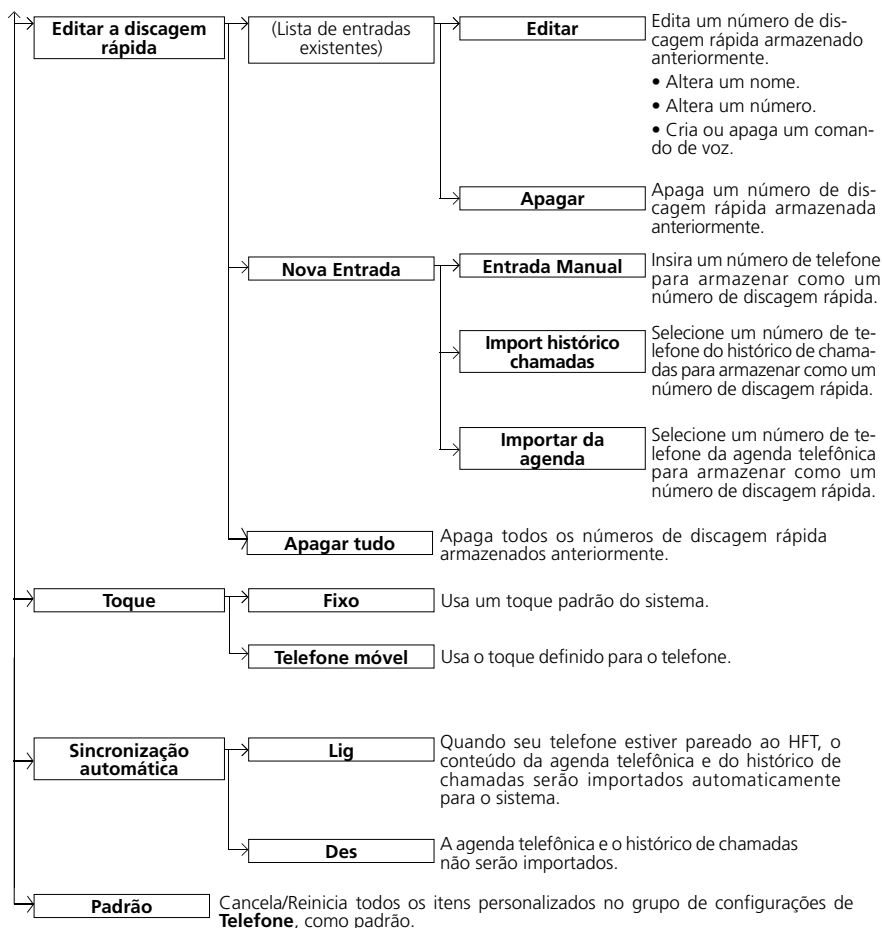 Editar a discagem
rápida
(Lista de entradas
existentes)
Editar
Edita um número de dis-
cagem rápida armazenado
anteriormente.
• Altera um nome.
• Altera um número.
• Cria ou apaga um coman-
do de voz.
Apagar
Apaga um número de dis-
cagem rápida armazenada
anteriormente.
Nova Entrada
Entrada Manual
Insira um número de telefone
para armazenar como um
número de discagem rápida.
Import histórico
chamadas
Selecione um número de te-
lefone do histórico de chama-
das para armazenar como um
número de discagem rápida.
Importar da
agenda
Selecione um número de te-
lefone da agenda telefônica
para armazenar como um
número de discagem rápida.
Apagar tudo
Apaga todos os números de discagem rápida
armazenados anteriormente.
Toque
Fixo
Usa um toque padrão do sistema.
Telefone móvel
Usa o toque definido para o telefone.
Sincronização
automática
Lig
Quando seu telefone estiver pareado ao HFT, o
conteúdo da agenda telefônica e do histórico de
chamadas serão importados automaticamente
para o sistema.
Des
A agenda telefônica e o histórico de chamadas
não serão importados.
Padrão
Cancela/Reinicia todos os itens personalizados no grupo de configurações de
Telefone, como padrão.